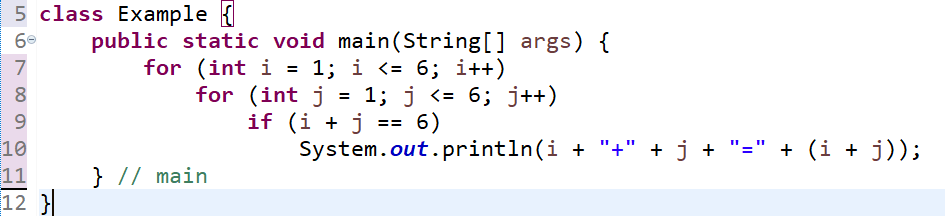 5 class Example {
6 public static void main(String[] args) {
7 for (int i = 1; i <= 6; i++)
8 for (int j = 1; j <= 6; j++)
9 if (i + j == 6)
10 System.out.println(i + "+" + j + "=" + (i + j));
11 } // main
12 }